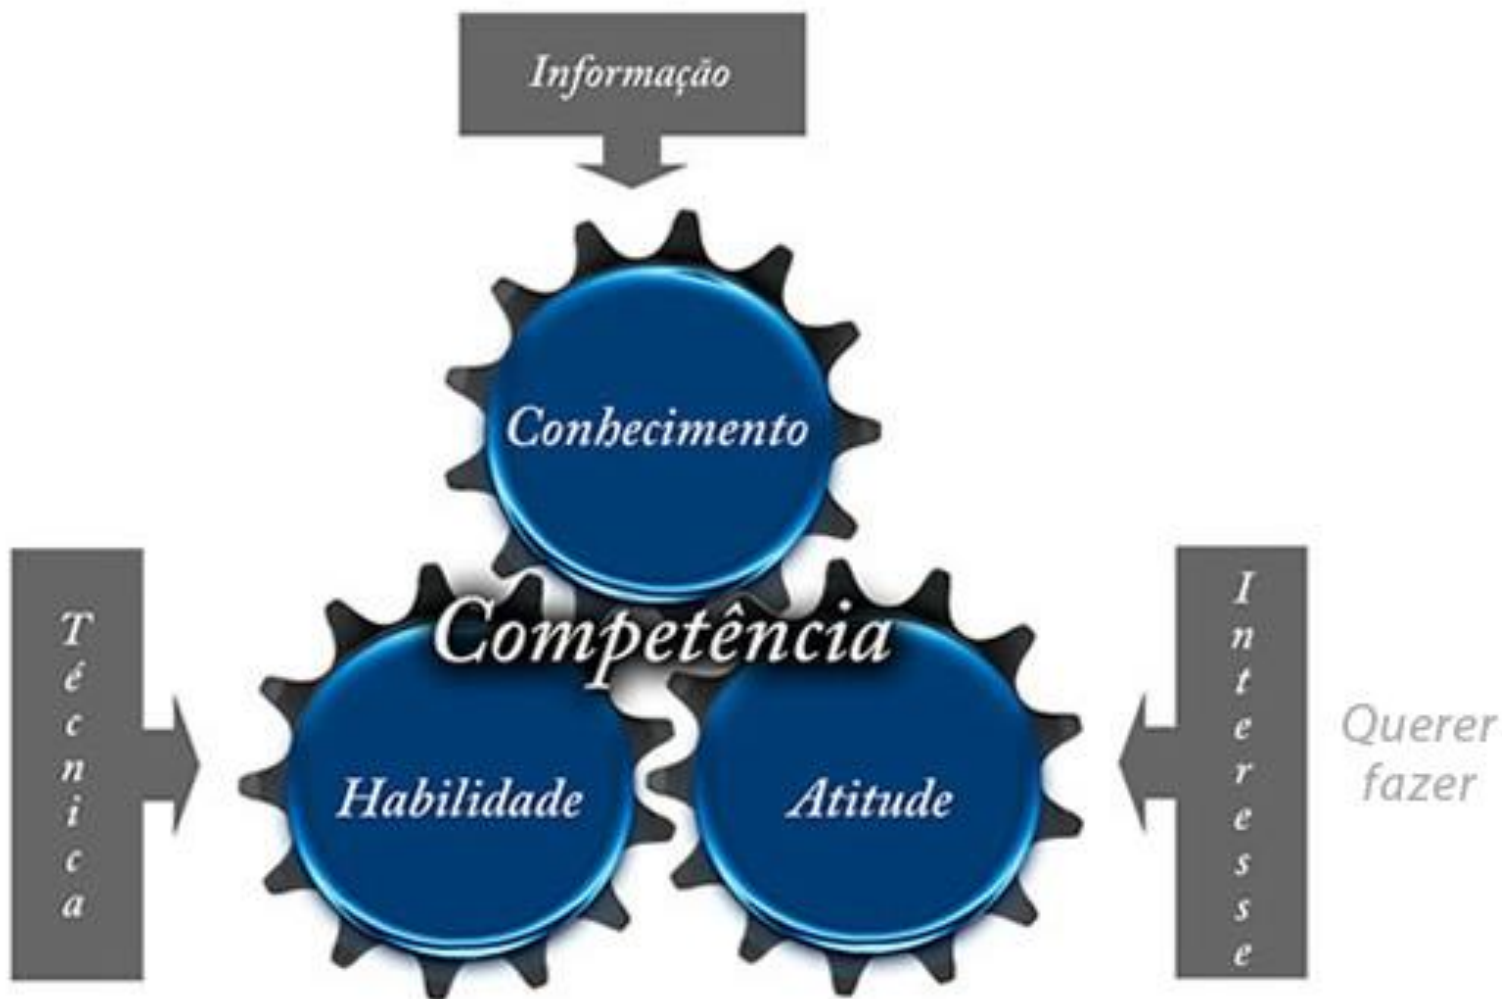 Informação
Conhecimento
Competência
Técnica
Habilidade
Atitude
Interesse
Querer
fazer